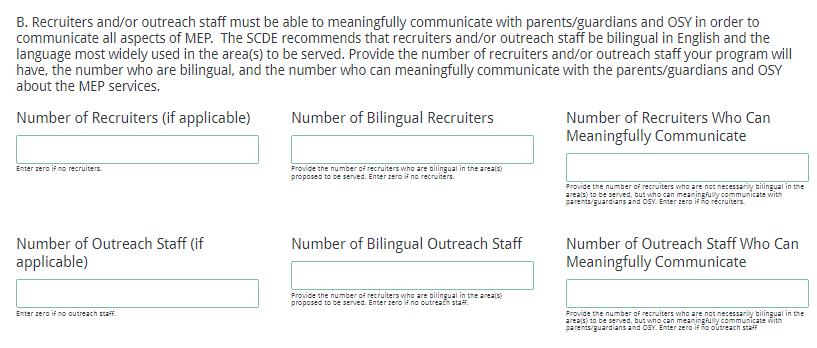 B. Recruiters and/or outreach staff must be able to meaningfully communicate with parents/guardians and OSY in order to
communicate all aspects of MEP.  The SCDE recommends that recruiters and/or outreach staff be bilingual in English and the
language most widely used in the area(s) to be served. Provide the number of recruiters and/or outreach staff your program will
have, the number who are bilingual, and the number who can meaningfully communicate with the parents/guardians and OSY
about the MEP services.
Number of Recruiters (if applicable)
Enter zero if no recruiters.
Number of Bilingual Recruiters
Provide the number of recruiters who are bilingual in the area(s)
proposed to be served. Enter zero if no recruiters.
Number of Recruiters Who Can
Meaningfully Communicate
Provide the number of recruiters who are not necessarily bilingual in the
area(s) to be served, but who can meaningfully communicate with
parents/guardians and OSY. Enter zero if no recruiters.
Number of Outreach Staff (if
applicable)
Enter zero if no outreach staff.
Number of Bilingual Outreach Staff
Provide the number of recruiters who are bilingual in the area(s)
proposed to be served. Enter zero if no outreach staff.
Number of Outreach Staff Who Can
Meaningfully Communicate
Provide the number of recruiters who are not necessarily bilingual in the
area(s) to be served, but who can meaningfully communicate with
parents/guardians and OSY. Enter zero if no outreach staff